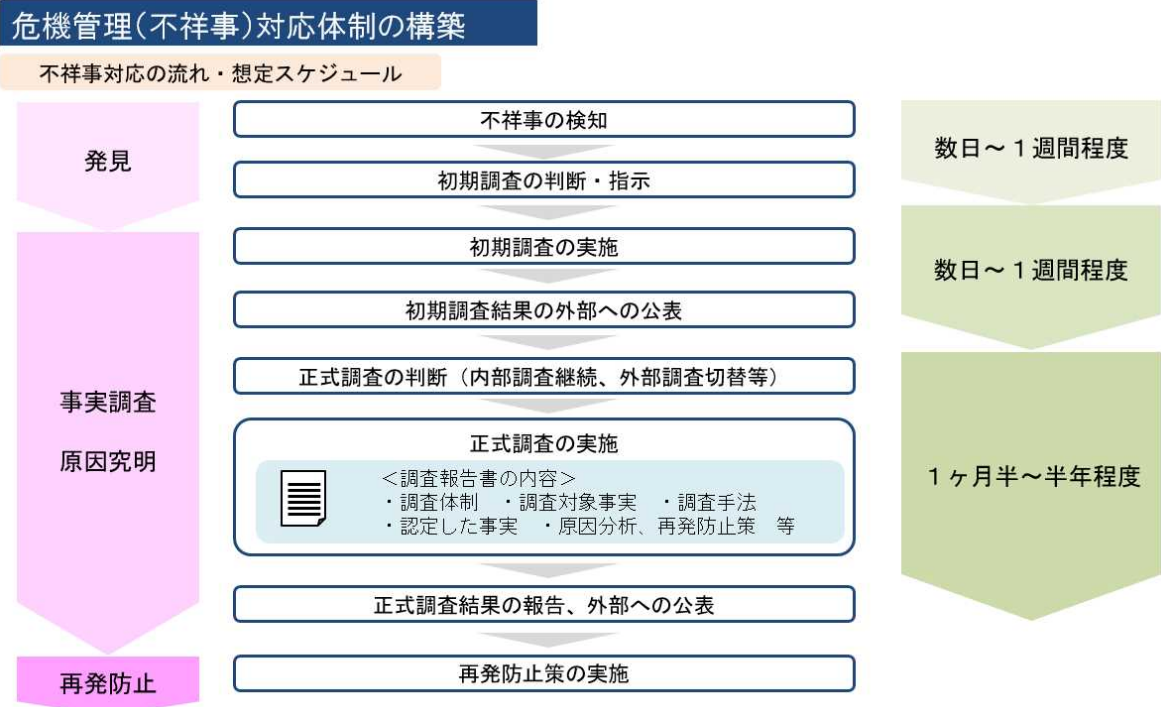 危機管理（不祥事）対応体制の構築
不祥事対応の流れ・想定スケジュール
発見
不祥事の検知
初期調査の判断・指示
数日～１週間程度
事実調査
原因究明
初期調査の実施
初期調査結果の外部への公表
数日～１週間程度
正式調査の判断（内部調査継続、外部調査切替等）
正式調査の実施
＜調査報告書の内容＞
・調査体制　・調査対象事実　・調査手法
・認定した事実　・原因分析、再発防止策　等
正式調査結果の報告、外部への公表
１ヶ月半～半年程度
再発防止
再発防止策の実施